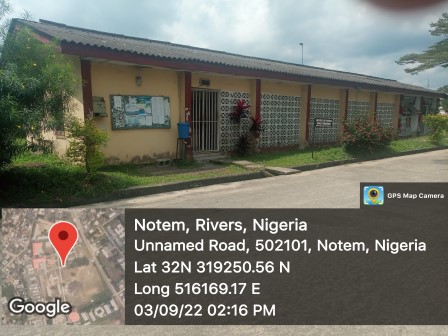 GPS Map Camera
Notem, Rivers, Nigeria
Unnamed Road, 502101, Notem, Nigeria
Lat 32N 319250.56 N
Long 516169.17 E
03/09/22 02:16 PM
Google